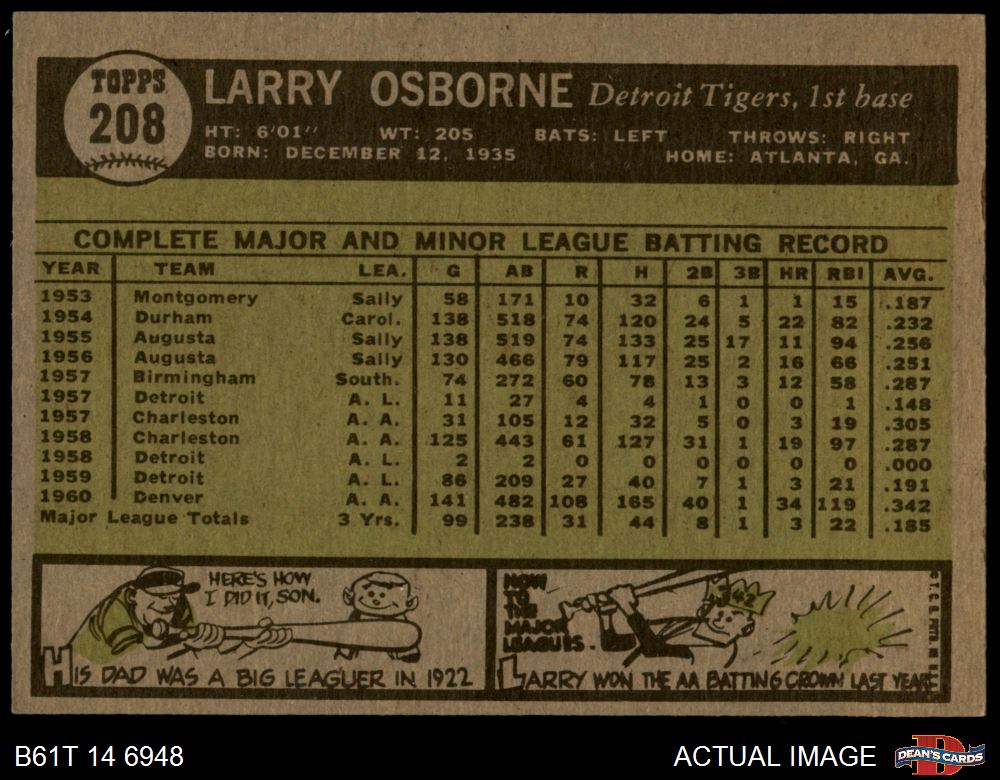 TOPPS
208
LARRY OSBORNE Detroit Tigers, 1st base
HT: 6'01" WT: 205 BATS: LEFT THROWS: RIGHT
BORN: DECEMBER 12, 1935 HOME: ATLANTA, GA.
COMPLETE MAJOR AND MINOR LEAGUE BATTING RECORD
YEAR TEAM LEA. G AB R H 2B 3B HR RBI AVG.
1953 Montgomery Sally 58 171 10 32 6 1 1 15 .187
1954 Durham Carol. 138 518 74 120 24 5 22 82 .232
1955 Augusta Sally 138 519 74 133 25 17 11 94 .256
1956 Augusta Sally 130 466 79 117 25 2 16 66 .251
1957 Birmingham South. 74 272 60 78 13 3 12 58 .287
1957 Detroit A. L. 11 27 4 4 1 0 0 1 .148
1957 Charleston A. A. 31 105 12 32 5 0 3 19 .305
1958 Charleston A. A. 125 443 61 127 31 1 19 97 .287
1958 Detroit A. L. 2 2 0 0 0 0 0 0 .000
1959 Detroit A. L. 86 209 27 40 7 1 3 21 .191
1960 Denver A. A. 141 482 108 165 40 1 34 119 .342
Major League Totals 3 Yrs. 99 238 31 44 8 1 3 22 .185
HERE'S HOW
I DID IT, SON.
HIS DAD WAS A BIG LEAGUER IN 1922
NOW
TO
THE
MAJOR
LEAGUES.
.342
LARRY WON THE AA BATTING CROWN LAST YEAR!
B61T 14 6948
ACTUAL IMAGE
DEAN'S CARDS